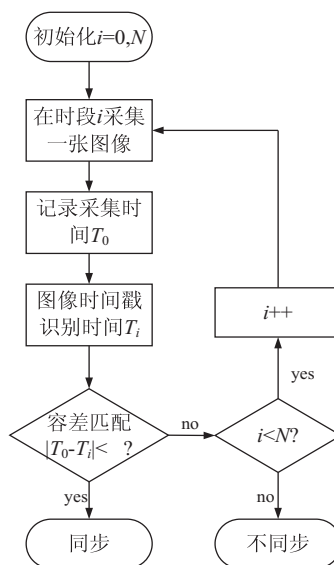 初始化i=0,N
在时段i采集
一张图像
记录采集时
间T₀
图像时间戳
识别时间Tᵢ
i++
yes
容差匹配
|T₀-Tᵢ|< ?
no
i<N?
yes
no
同步
不同步